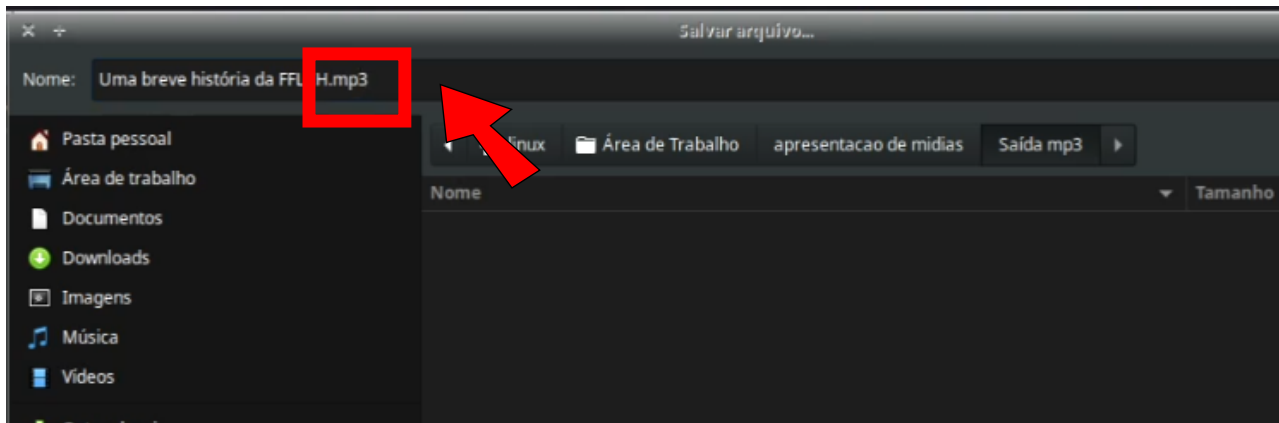 Salvar arquivo...
Nome: Uma breve história da FFL H.mp3
Pasta pessoal
Área de Trabalho
apresentacao de midias
Saída mp3
Área de trabalho
Nome
Tamanho
Documentos
Downloads
Imagens
Música
Vídeos